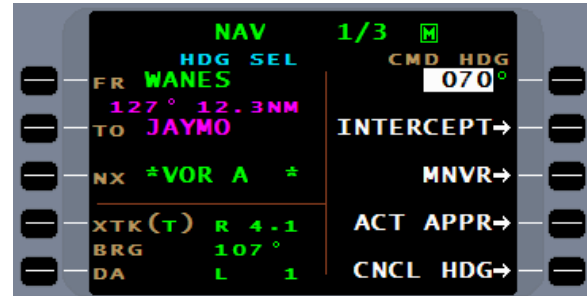 NAV 1/3 M
HDG SEL CMD HDG
FR WANES 070°
127° 12.3NM
TO JAYMO INTERCEPT→
NX *VOR A * MNVR→
XTK(T) R 4.1 ACT APPR→
BRG 107°
DA L 1 CNCL HDG→